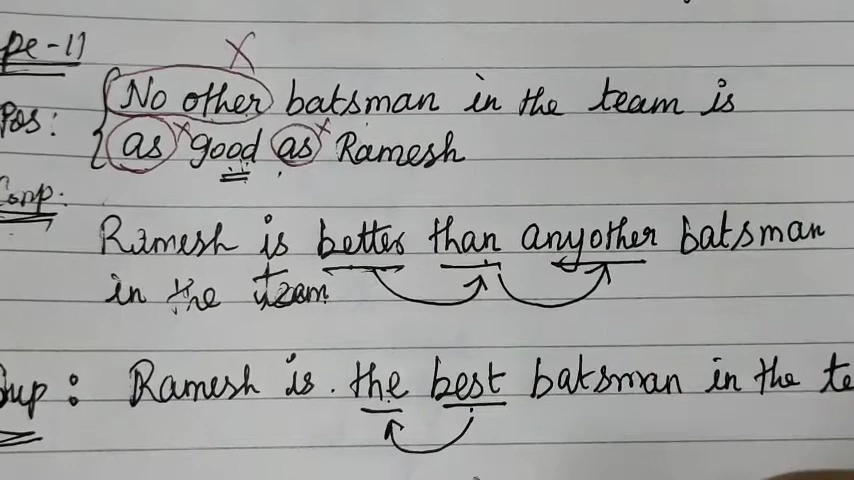 pe-11
Pos: No other batsman in the team is
as good as Ramesh
Comp.
Ramesh is better than anyother batsman
in the team
Sup: Ramesh is. the best batsman in the te